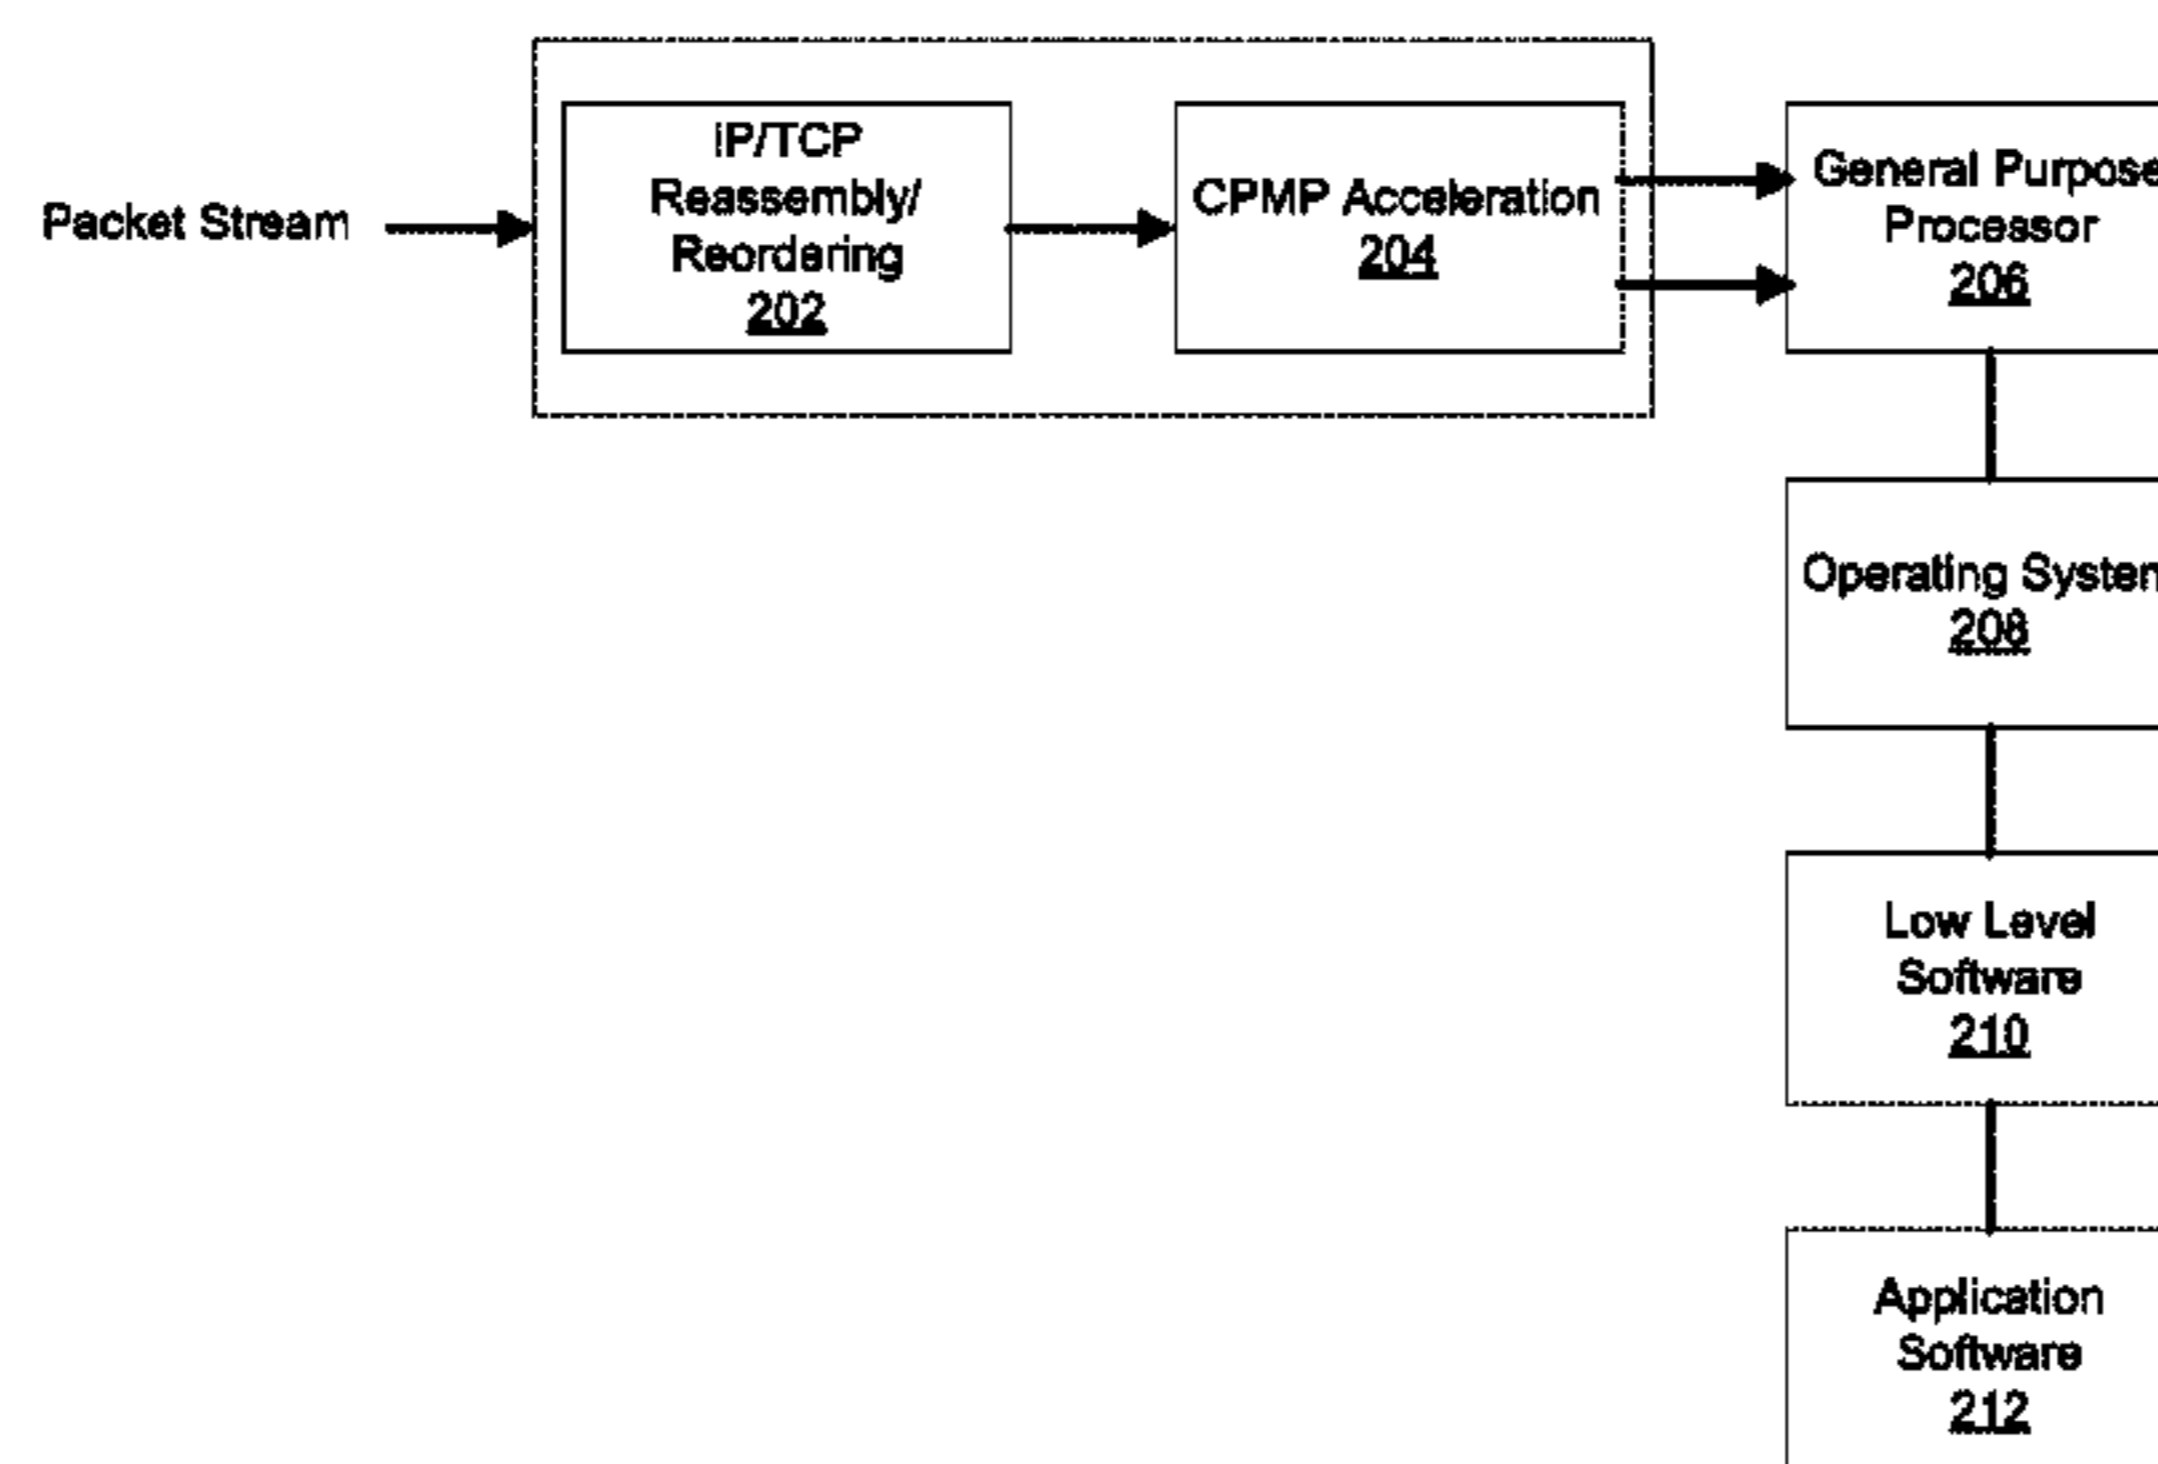 IP/TCP
Reassembly/
Reordering
202
Packet Stream
CPMP Acceleration
204
General Purpose
Processor
206
Operating System
208
Low Level
Software
210
Application
Software
212